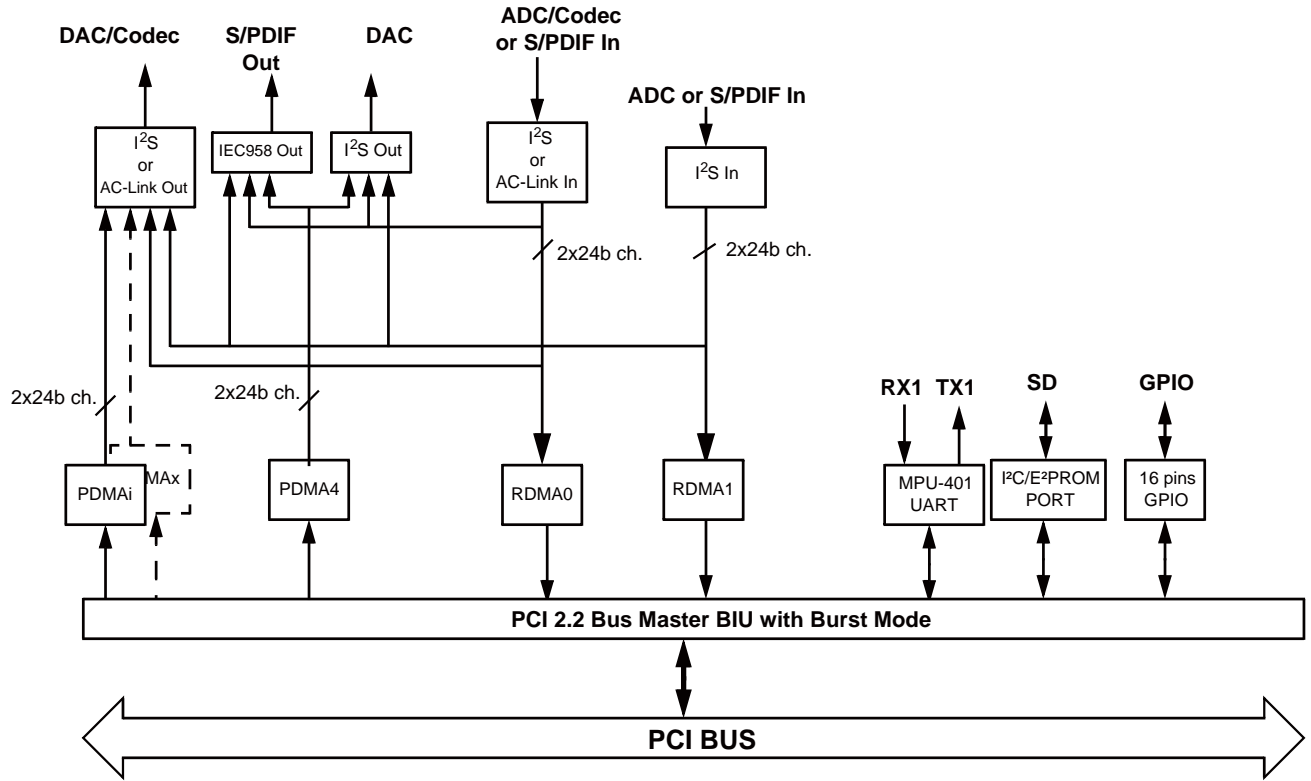 DAC/Codec
S/PDIF
Out
DAC
ADC/Codec
or S/PDIF In
ADC or S/PDIF In
I²S
or
AC-Link Out
IEC958 Out
I²S Out
I²S
or
AC-Link In
I²S In
2x24b ch.
2x24b ch.
2x24b ch.
2x24b ch.
RX1
TX1
SD
GPIO
PDMAi
MAx
PDMA4
RDMA0
RDMA1
MPU-401
UART
I²C/E²PROM
PORT
16 pins
GPIO
PCI 2.2 Bus Master BIU with Burst Mode
PCI BUS